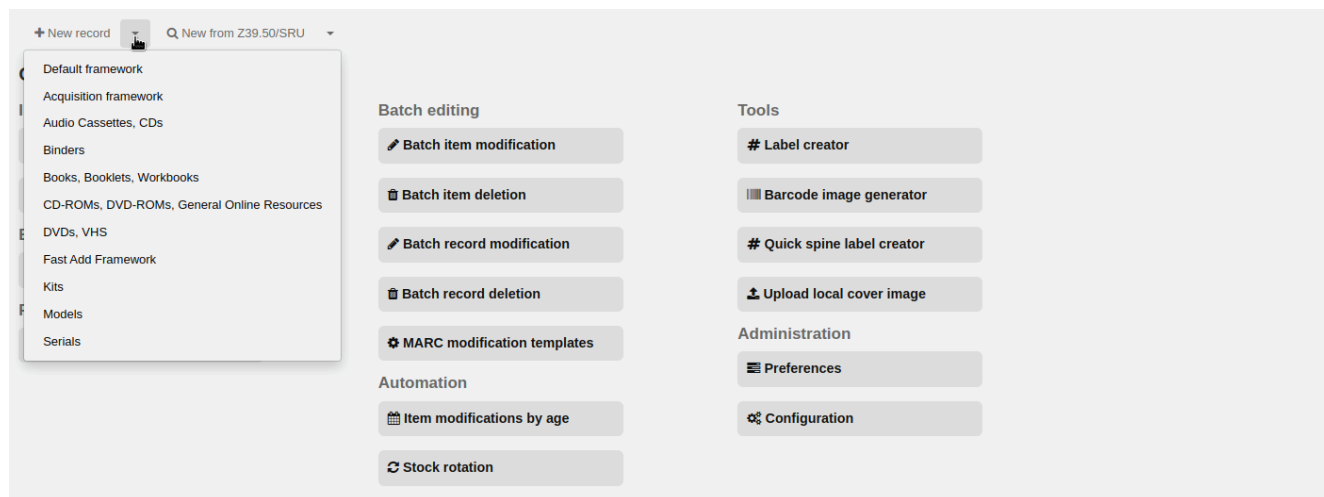 New record
New from Z39.50/SRU
Default framework
Acquisition framework
Audio Cassettes, CDs
Binders
Books, Booklets, Workbooks
CD-ROMs, DVD-ROMs, General Online Resources
DVDs, VHS
Fast Add Framework
Kits
Models
Serials
Batch editing
Batch item modification
Batch item deletion
Batch record modification
Batch record deletion
MARC modification templates
Automation
Item modifications by age
Stock rotation
Tools
Label creator
Barcode image generator
Quick spine label creator
Upload local cover image
Administration
Preferences
Configuration